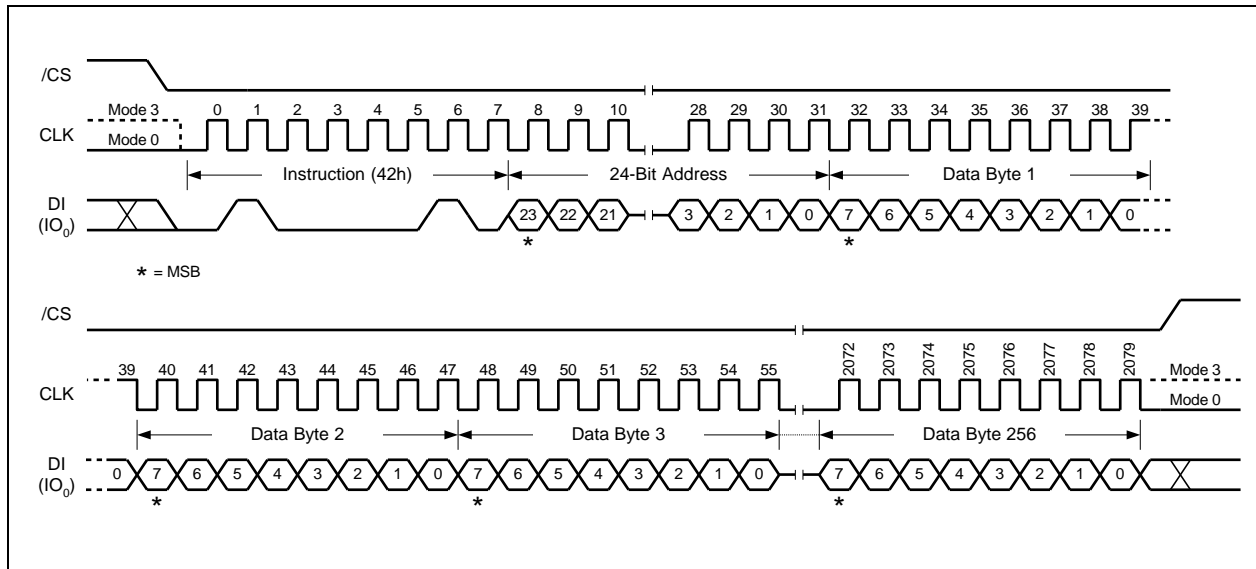 /CS
Mode 3 0 1 2 3 4 5 6 7 8 9 10 28 29 30 31 32 33 34 35 36 37 38 39
CLK
Mode 0
Instruction (42h) 24-Bit Address Data Byte 1
DI
(IO0)
23 22 21 3 2 1 0 7 6 5 4 3 2 1 0
* *
* = MSB
/CS
39 40 41 42 43 44 45 46 47 48 49 50 51 52 53 54 55 2072 2073 2074 2075 2076 2077 2078 2079 Mode 3
CLK
Mode 0
Data Byte 2 Data Byte 3 Data Byte 256
DI
(IO0)
0 7 6 5 4 3 2 1 0 7 6 5 4 3 2 1 0 7 6 5 4 3 2 1 0
* * *